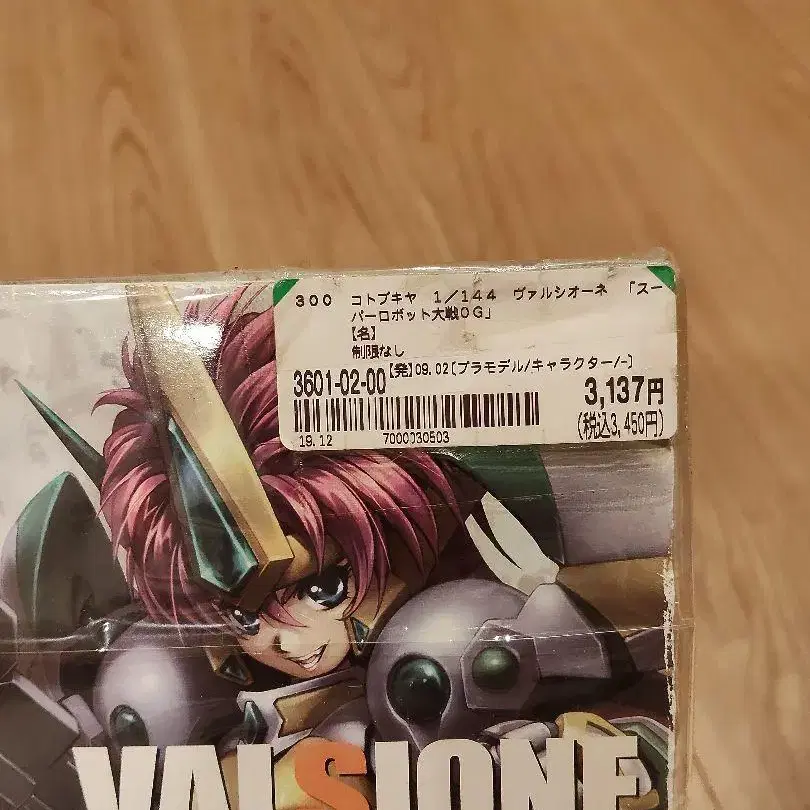 300 コトブキヤ 1/144 ヴァルシオーネ 「スー
パーロボット大戦OG」
【名】
制限なし
3601-02-00 【発】09.02〔プラモデル/キャラクター/-〕
3,137円
19.12 7000030503 (税込3,450円)
VALSIONE